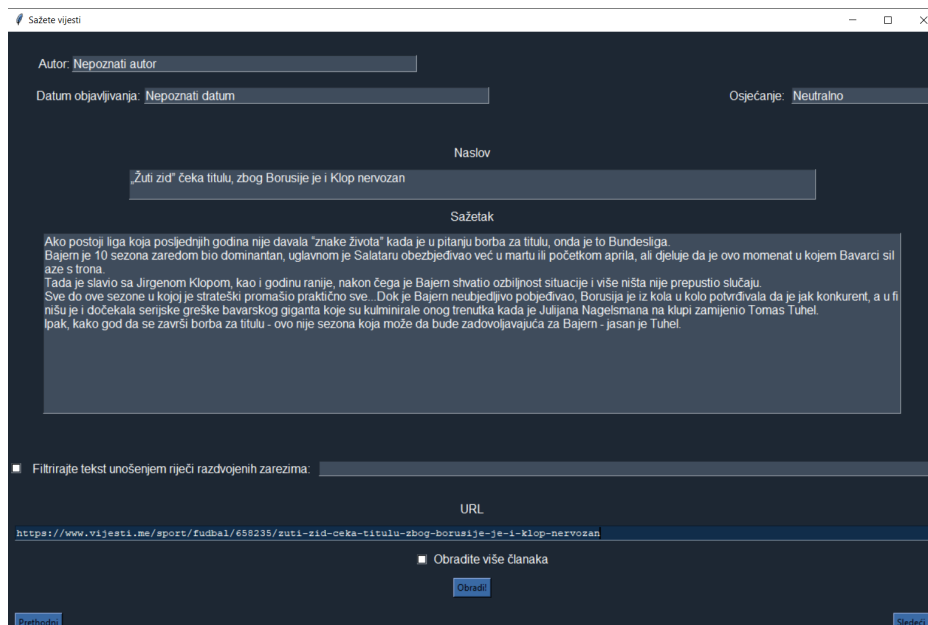 Sažete vijesti
Autor: Nepoznati autor
Datum objavljivanja: Nepoznati datum
Osjećanje: Neutralno
Naslov
„Žuti zid” čeka titulu, zbog Borusije je i Klop nervozan
Sažetak
Ako postoji liga koja posljednjih godina nije davala “znake života” kada je u pitanju borba za titulu, onda je to Bundesliga.
Bajern je 10 sezona zaredom bio dominantan, uglavnom je Salataru obezbjeđivao već u martu ili početkom aprila, ali djeluje da je ovo momenat u kojem Bavarci sil
aze s trona.
Tada je slavio sa Jirgenom Klopom, kao i godinu ranije, nakon čega je Bajern shvatio ozbiljnost situacije i više ništa nije prepustio slučaju.
Sve do ove sezone u kojoj je strateški promašio praktično sve...Dok je Bajern neubjedljivo pobjeđivao, Borusija je iz kola u kolo potvrđivala da je jak konkurent, a u fi
nišu je i dočekala serijske greške bavarskog giganta koje su kulminirale onog trenutka kada je Julijana Nagelsmana na klupi zamijenio Tomas Tuhel.
Ipak, kako god da se završi borba za titulu - ovo nije sezona koja može da bude zadovoljavajuća za Bajern - jasan je Tuhel.
Filtrirajte tekst unošenjem riječi razdvojenih zarezima:
URL
https://www.vijesti.me/sport/fudbal/658235/zuti-zid-ceka-titulu-zbog-borusije-je-i-klop-nervozan
Obradite više članaka
Obradi!
Prethodni
Sledeći